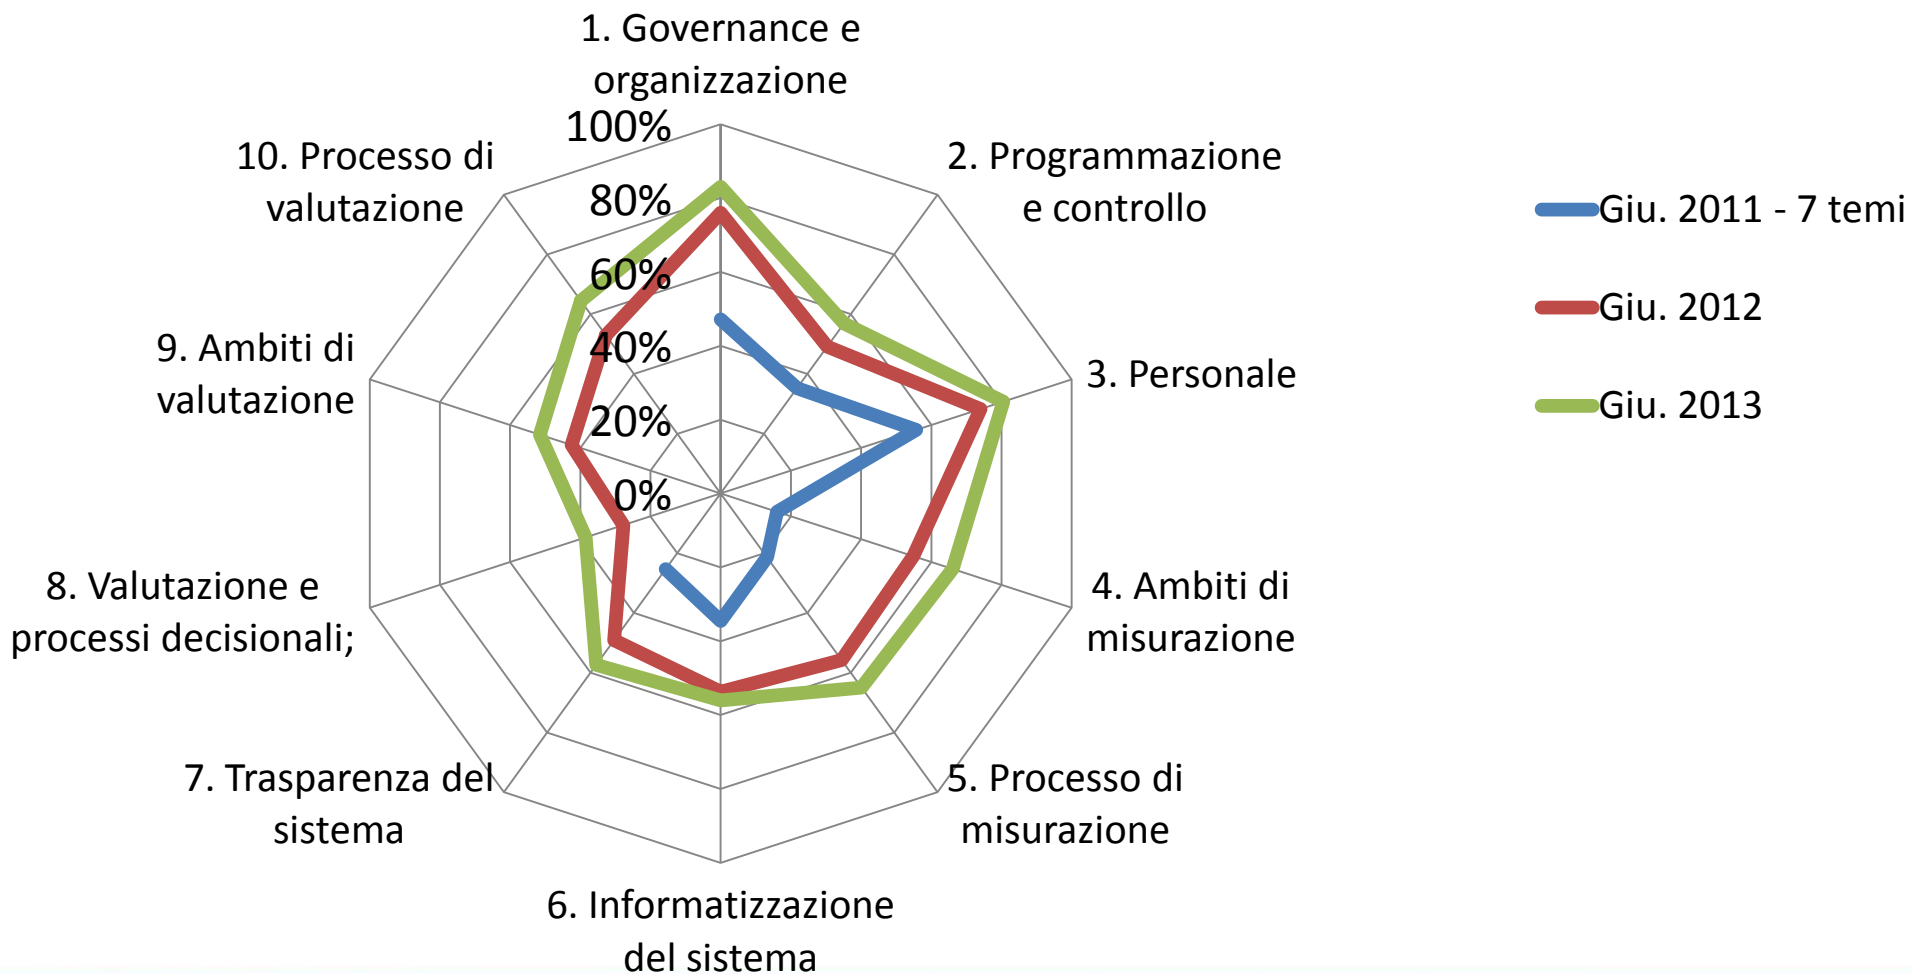 1. Governance e
organizzazione
100%
80%
60%
40%
20%
0%
2. Programmazione
e controllo
3. Personale
4. Ambiti di
misurazione
5. Processo di
misurazione
6. Informatizzazione
del sistema
7. Trasparenza del
sistema
8. Valutazione e
processi decisionali;
9. Ambiti di
valutazione
10. Processo di
valutazione
Giu. 2011 - 7 temi
Giu. 2012
Giu. 2013